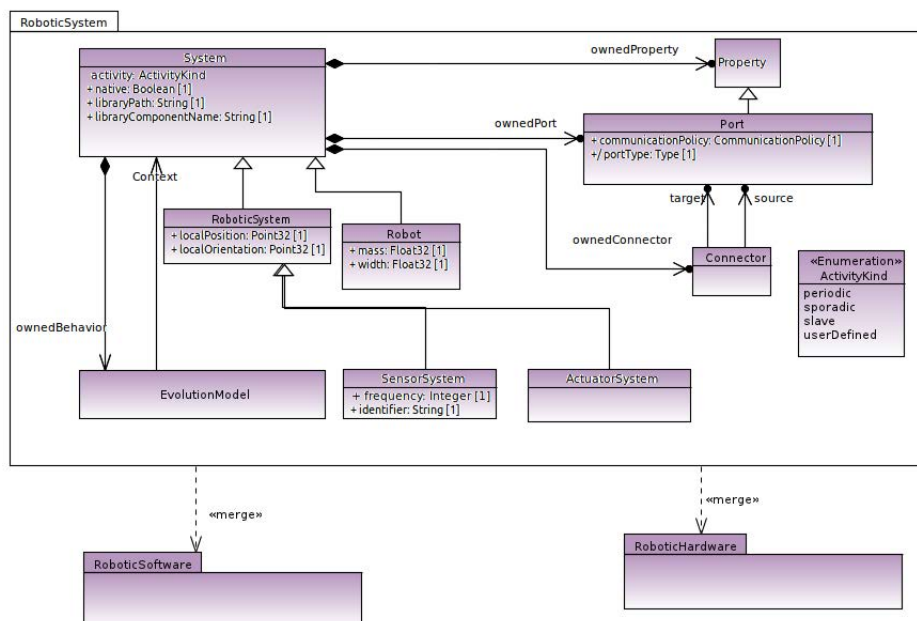 RoboticSystem
System
activity: ActivityKind
+ native: Boolean [1]
+ libraryPath: String [1]
+ libraryComponentName: String [1]
ownedProperty
Property
ownedPort
Port
+ communicationPolicy: CommunicationPolicy [1]
+/ portType: Type [1]
Context
target
source
RoboticSystem
+ localPosition: Point32 [1]
+ localOrientation: Point32 [1]
Robot
+ mass: Float32 [1]
+ width: Float32 [1]
ownedConnector
Connector
«Enumeration»
ActivityKind
periodic
sporadic
slave
userDefined
ownedBehavior
EvolutionModel
SensorSystem
+ frequency: Integer [1]
+ identifier: String [1]
ActuatorSystem
«merge»
«merge»
RoboticSoftware
RoboticHardware